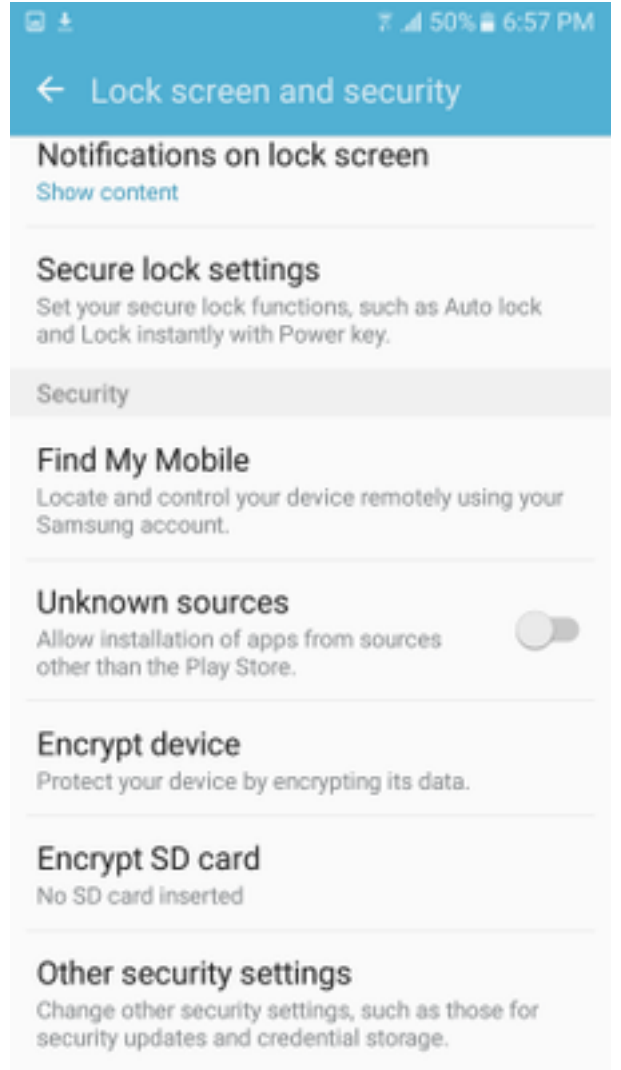 50% 6:57 PM
Lock screen and security
Notifications on lock screen
Show content
Secure lock settings
Set your secure lock functions, such as Auto lock
and Lock instantly with Power key.
Security
Find My Mobile
Locate and control your device remotely using your
Samsung account.
Unknown sources
Allow installation of apps from sources
other than the Play Store.
Encrypt device
Protect your device by encrypting its data.
Encrypt SD card
No SD card inserted
Other security settings
Change other security settings, such as those for
security updates and credential storage.